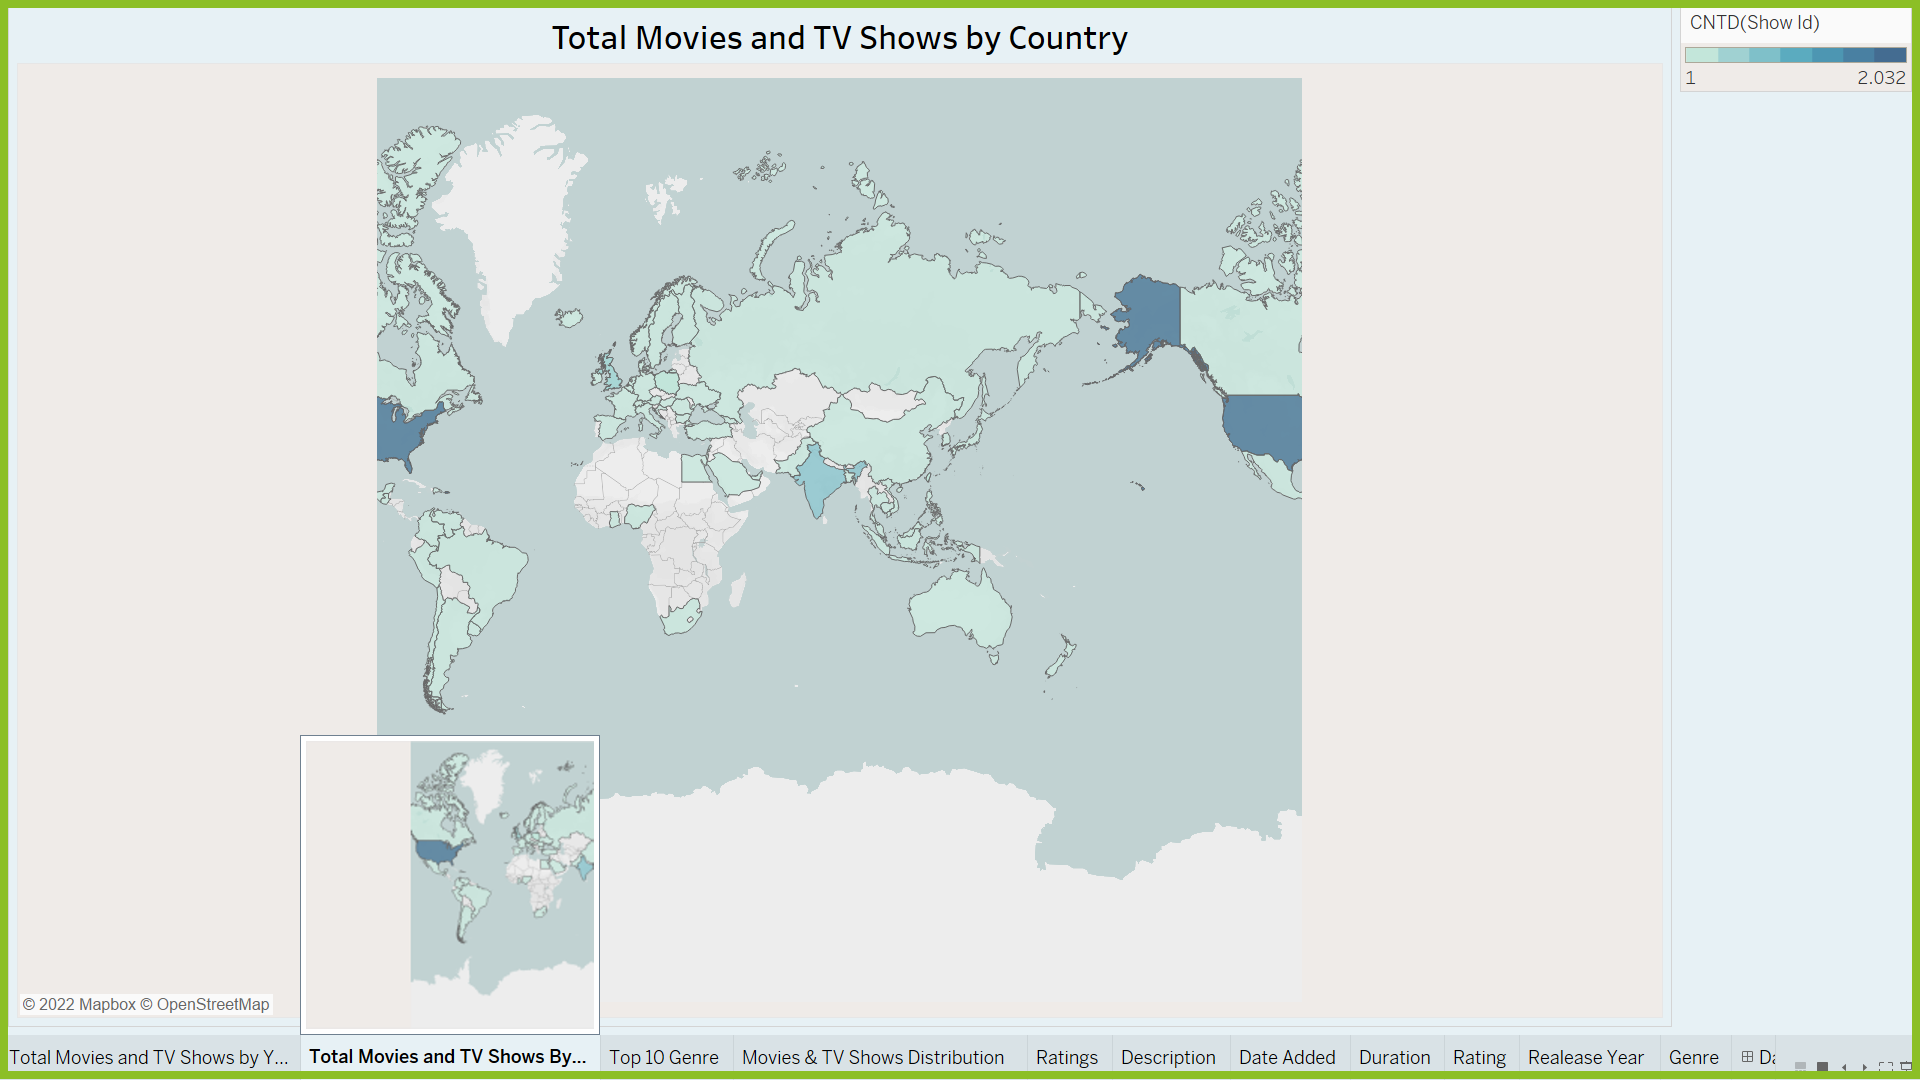 Total Movies and TV Shows by Country
CNTD(Show Id)
1 2.032
© 2022 Mapbox © OpenStreetMap
Total Movies and TV Shows by Y... Total Movies and TV Shows By... Top 10 Genre Movies & TV Shows Distribution Ratings Description Date Added Duration Rating Realease Year Genre Da